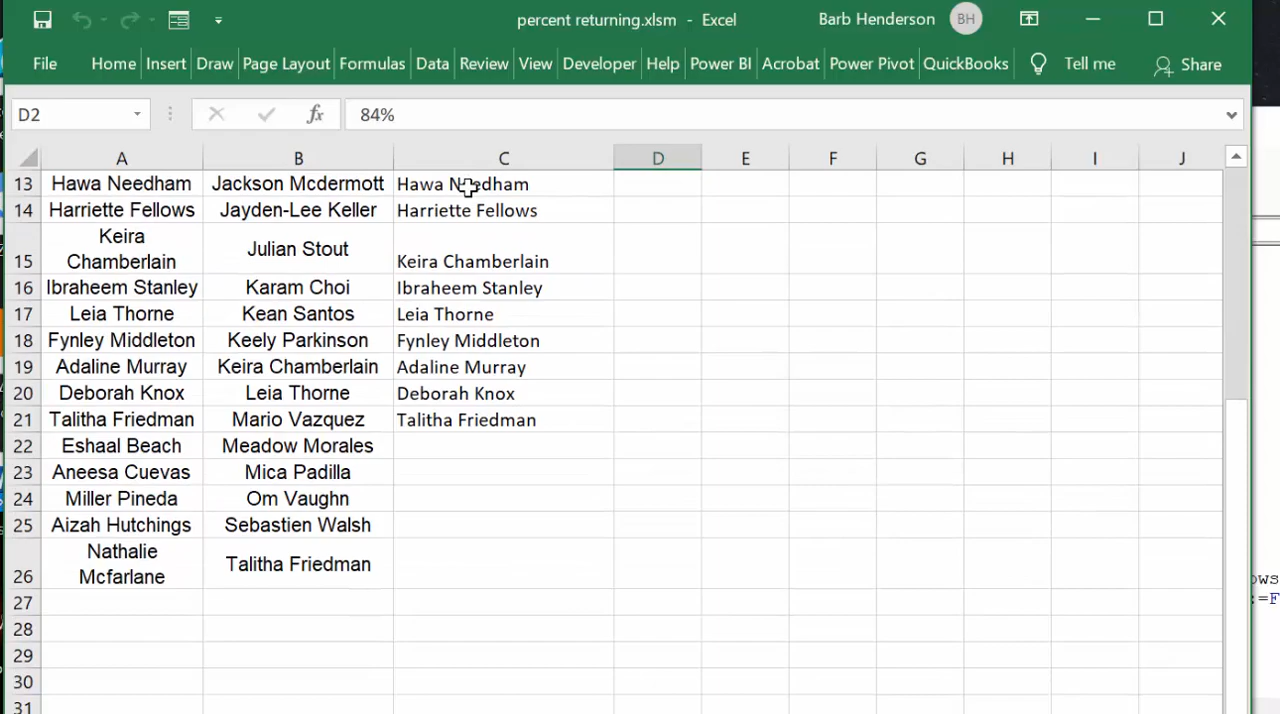 percent returning.xlsm - Excel Barb Henderson BH
File Home Insert Draw Page Layout Formulas Data Review View Developer Help Power BI Acrobat Power Pivot QuickBooks Tell me Share
D2 fx 84%
A B C D E F G H I J
13 Hawa Needham Jackson Mcdermott Hawa Needham
14 Harriette Fellows Jayden-Lee Keller Harriette Fellows
Keira
15 Chamberlain Julian Stout Keira Chamberlain
16 Ibraheem Stanley Karam Choi Ibraheem Stanley
17 Leia Thorne Kean Santos Leia Thorne
18 Fynley Middleton Keely Parkinson Fynley Middleton
19 Adaline Murray Keira Chamberlain Adaline Murray
20 Deborah Knox Leia Thorne Deborah Knox
21 Talitha Friedman Mario Vazquez Talitha Friedman
22 Eshaal Beach Meadow Morales
23 Aneesa Cuevas Mica Padilla
24 Miller Pineda Om Vaughn
25 Aizah Hutchings Sebastien Walsh
Nathalie
26 Mcfarlane Talitha Friedman
27
28
29
30
31